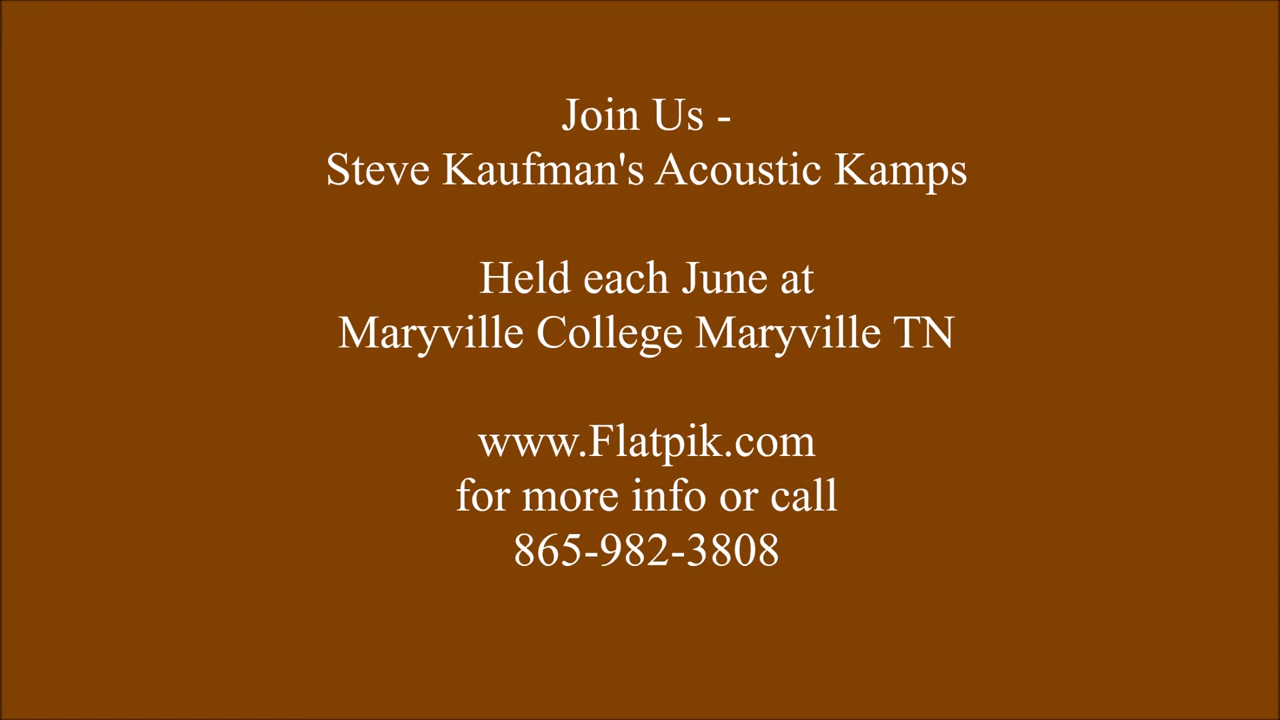 Join Us -
Steve Kaufman's Acoustic Kamps
Held each June at
Maryville College Maryville TN
www.Flatpik.com
for more info or call
865-982-3808